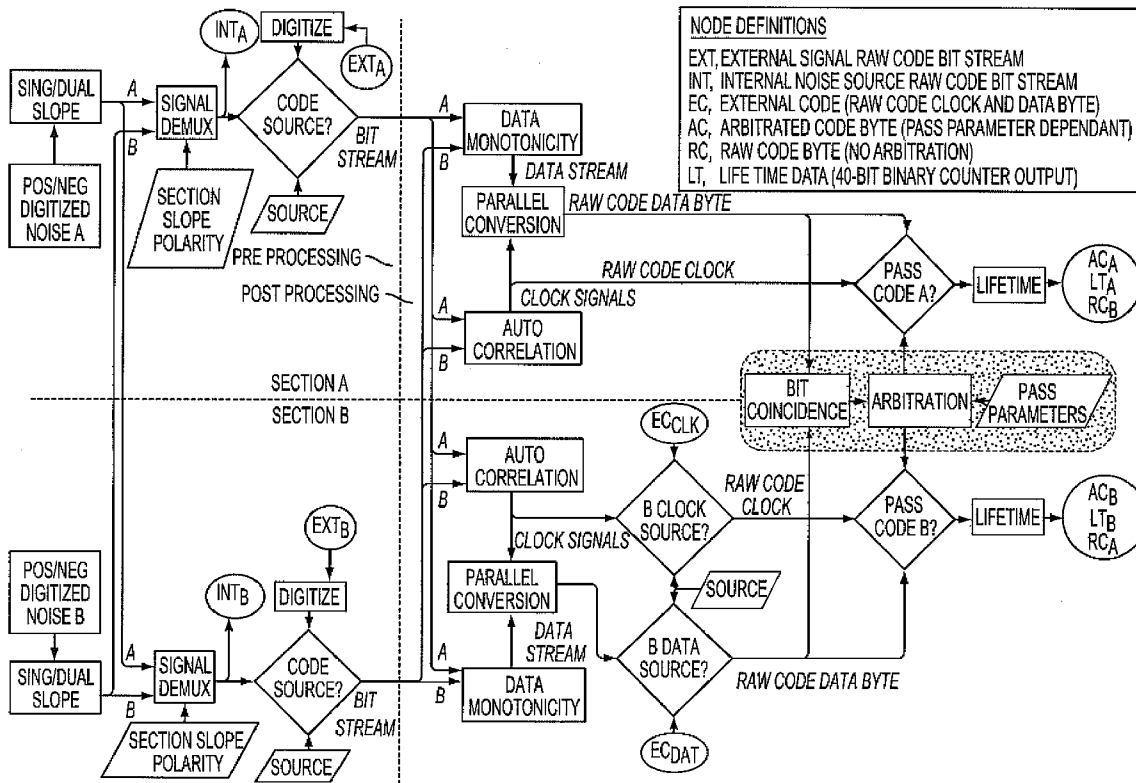 NODE DEFINITIONS
EXT, EXTERNAL SIGNAL RAW CODE BIT STREAM
INT, INTERNAL NOISE SOURCE RAW CODE BIT STREAM
EC, EXTERNAL CODE (RAW CODE CLOCK AND DATA BYTE)
AC, ARBITRATED CODE BYTE (PASS PARAMETER DEPENDANT)
RC, RAW CODE BYTE (NO ARBITRATION)
LT, LIFE TIME DATA (40-BIT BINARY COUNTER OUTPUT)
SING/DUAL
SLOPE
POS/NEG
DIGITIZED
NOISE A
A
B
SIGNAL
DEMUX
SECTION
SLOPE
POLARITY
INTA
DIGITIZE
EXTA
CODE
SOURCE?
BIT
STREAM
SOURCE
PRE PROCESSING
POST PROCESSING
A
B
DATA
MONOTONICITY
DATA STREAM
PARALLEL
CONVERSION
RAW CODE DATA BYTE
RAW CODE CLOCK
CLOCK SIGNALS
A
B
AUTO
CORRELATION
PASS
CODE A?
LIFETIME
ACA
LTA
RCB
SECTION A
SECTION B
BIT
COINCIDENCE
ARBITRATION
PASS
PARAMETERS
A
B
AUTO
CORRELATION
ECCLK
B CLOCK
SOURCE?
RAW CODE
CLOCK
CLOCK SIGNALS
PASS
CODE B?
LIFETIME
ACB
LTB
RCA
POS/NEG
DIGITIZED
NOISE B
SING/DUAL
SLOPE
A
B
SIGNAL
DEMUX
SECTION SLOPE
POLARITY
INTB
EXTB
DIGITIZE
CODE
SOURCE?
BIT
STREAM
SOURCE
PARALLEL
CONVERSION
DATA
STREAM
A
B
DATA
MONOTONICITY
SOURCE
B DATA
SOURCE?
RAW CODE DATA BYTE
ECDAT